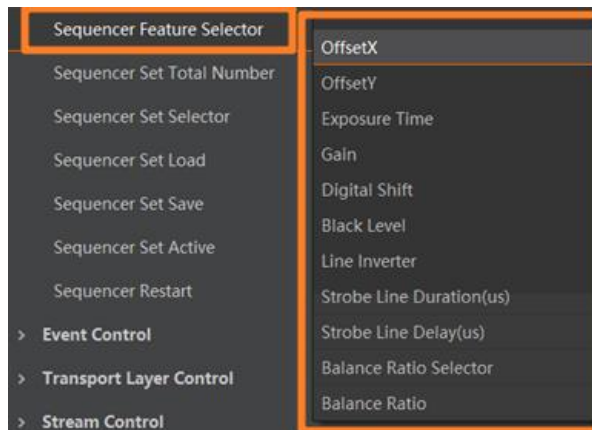 Sequencer Feature Selector
Sequencer Set Total Number
Sequencer Set Selector
Sequencer Set Load
Sequencer Set Save
Sequencer Set Active
Sequencer Restart
> Event Control
> Transport Layer Control
> Stream Control
OffsetX
OffsetY
Exposure Time
Gain
Digital Shift
Black Level
Line Inverter
Strobe Line Duration(us)
Strobe Line Delay(us)
Balance Ratio Selector
Balance Ratio